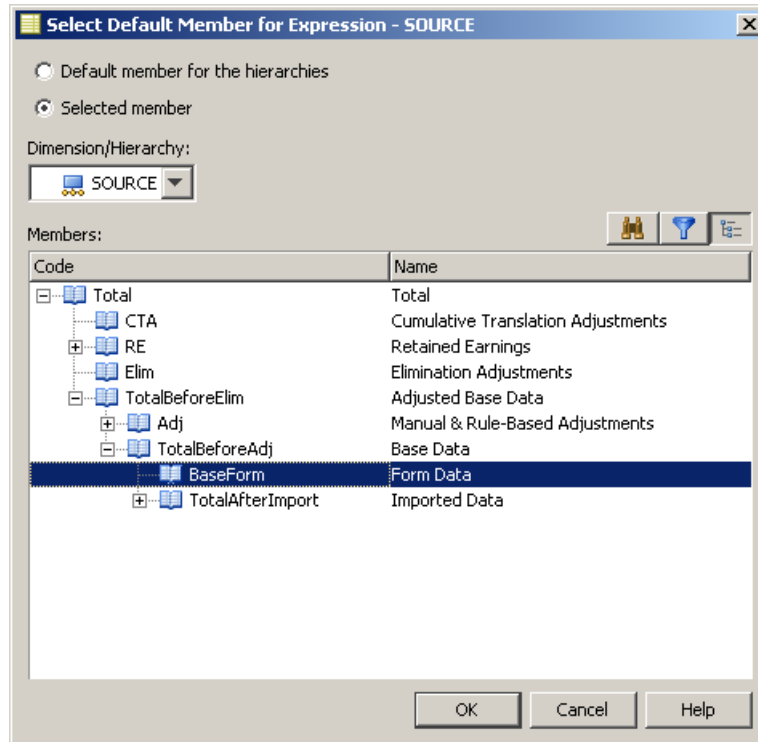 Select Default Member for Expression - SOURCE
Default member for the hierarchies
Selected member
Dimension/Hierarchy:
SOURCE
Members:
Code Name
Total Total
CTA Cumulative Translation Adjustments
RE Retained Earnings
Elim Elimination Adjustments
TotalBeforeElim Adjusted Base Data
Adj Manual & Rule-Based Adjustments
TotalBeforeAdj Base Data
BaseForm Form Data
TotalAfterImport Imported Data
OK Cancel Help